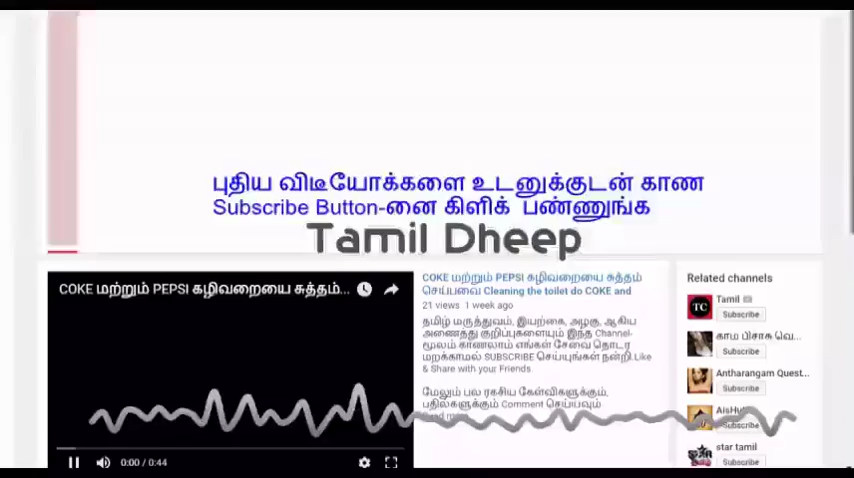 புதிய விடீயோக்களை உடனுக்குடன் காண
Subscribe Button-னை கிளிக் பண்ணுங்க
Tamil Dheep
COKE மற்றும் PEPSI கழிவறையை சுத்தம்...
0:00 / 0:44
COKE மற்றும் PEPSI கழிவறையை சுத்தம்
செய்பவை Cleaning the toilet do COKE and
21 views 1 week ago
தமிழ் மருத்துவம், இயற்கை, அழகு, ஆகிய
அணைத்து குறிப்புகளையும் இந்த Channel-
மூலம் காணலாம் எங்கள் சேவை தொடர
மறக்காமல் SUBSCRIBE செய்யுங்கள் நன்றி.Like
& Share with your Friends
மேலும் பல ரகசிய கேள்விகளுக்கும்,
பதில்களுக்கும் Comment செய்யவும்
Related channels
TC
Tamil
Subscribe
காம பிசாசு வெ...
Subscribe
Antharangam Quest...
Subscribe
Subscribe
star tamil
Subscribe